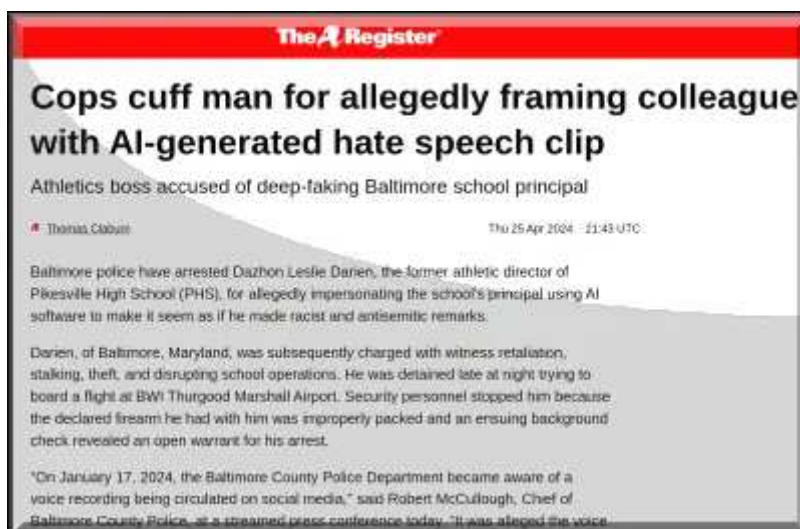 The A Register
Cops cuff man for allegedly framing colleague
with AI-generated hate speech clip
Athletics boss accused of deep-faking Baltimore school principal
Thomas Claburn
Thu 25 Apr 2024 21:43 UTC
Baltimore police have arrested Dazhon Leslie Darien, the former athletic director of
Pikesville High School (PHS), for allegedly impersonating the school's principal using AI
software to make it seem as if he made racist and antisemitic remarks.
Darien, of Baltimore, Maryland, was subsequently charged with witness retaliation,
stalking, theft, and disrupting school operations. He was detained late at night trying to
board a flight at BWI Thurgood Marshall Airport. Security personnel stopped him because
the declared firearm he had with him was improperly packed and an ensuing background
check revealed an open warrant for his arrest.
"On January 17, 2024, the Baltimore County Police Department became aware of a
voice recording being circulated on social media," said Robert McCullough, Chief of
Baltimore County Police, at a streamed press conference today. "It was alleged the voice